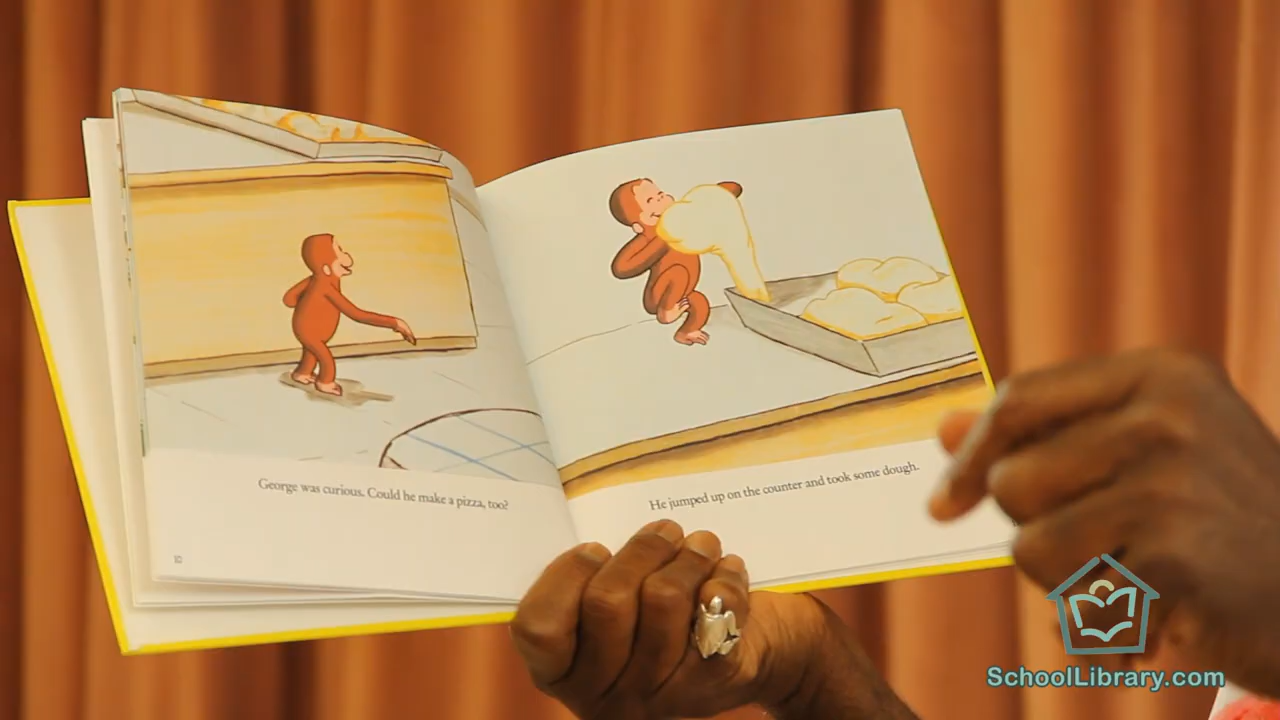 George was curious. Could he make a pizza, too?
He jumped up on the counter and took some dough.
10
SchoolLibrary.com